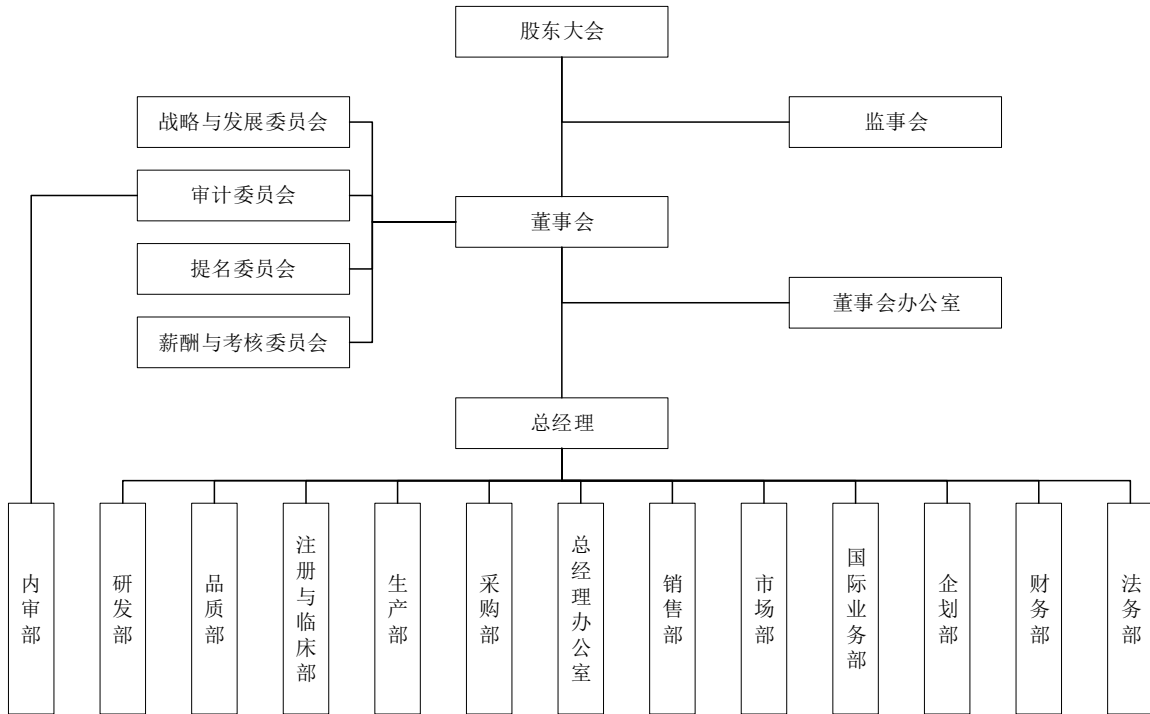 股东大会
战略与发展委员会
监事会
审计委员会
董事会
提名委员会
董事会办公室
薪酬与考核委员会
总经理
内审部
研发部
品质部
注册与临床部
生产部
采购部
总经理办公室
销售部
市场部
国际业务部
企划部
财务部
法务部